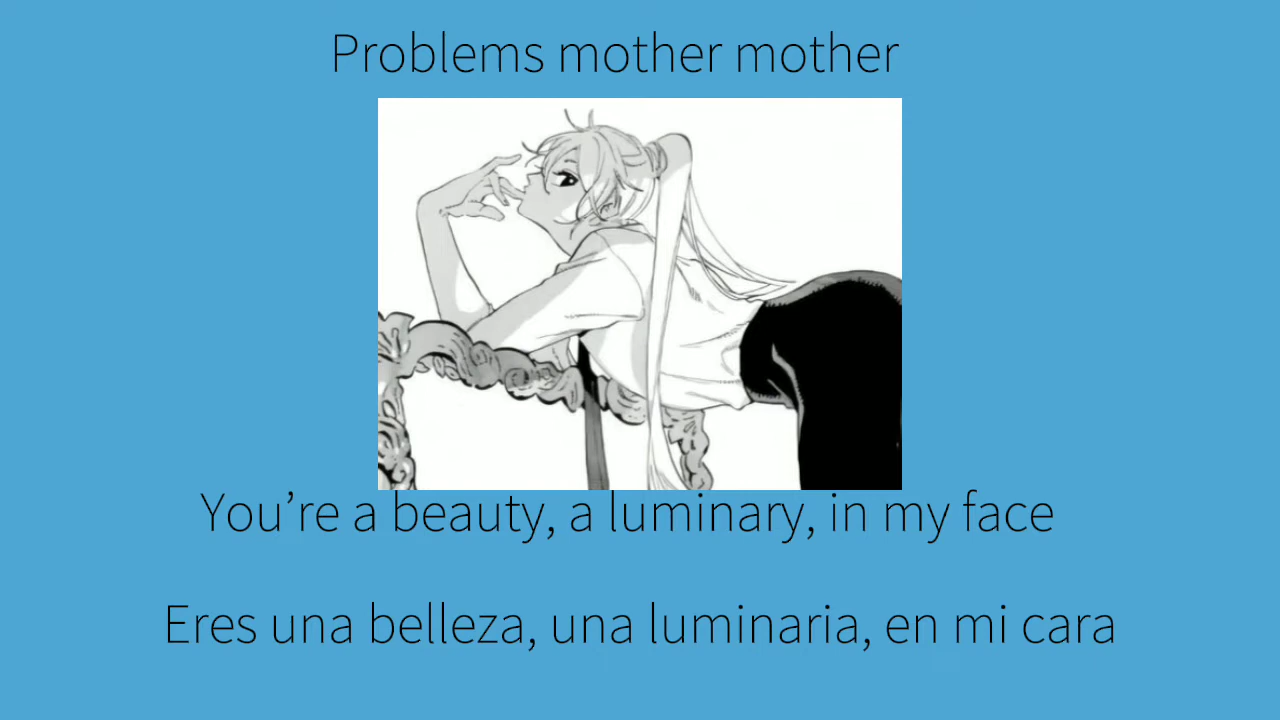 Problems mother mother
You’re a beauty, a luminary, in my face
Eres una belleza, una luminaria, en mi cara